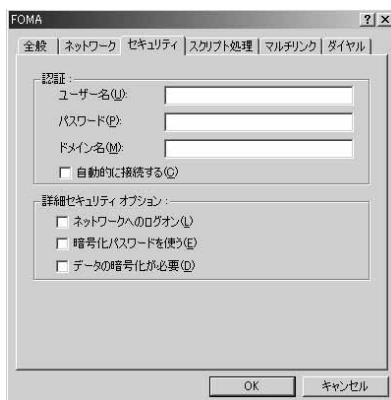 FOMA
全般 ネットワーク セキュリティ スクリプト処理 マルチリンク ダイヤル
認証:
ユーザー名(U):
パスワード(P):
ドメイン名(M):
自動的に接続する(C)
詳細セキュリティ オプション:
ネットワークへのログオン(L)
暗号化パスワードを使う(E)
データの暗号化が必要(D)
OK キャンセル